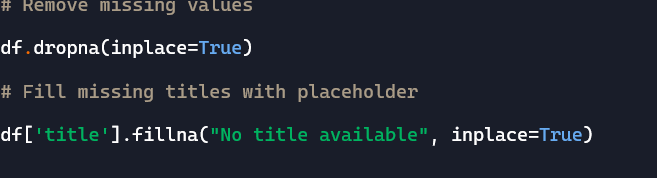 # Remove missing values
df.dropna(inplace=True)
# Fill missing titles with placeholder
df['title'].fillna("No title available", inplace=True)